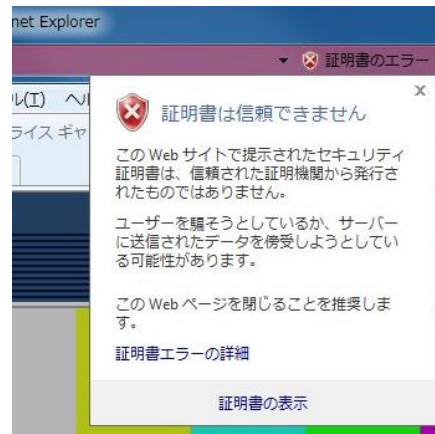 net Explorer
証明書のエラー
ル(I) ヘル
ライス ギャ
x
証明書は信頼できません
この Web サイトで提示されたセキュリティ
証明書は、信頼された証明機関から発行さ
れたものではありません。
ユーザーを騙そうとしているか、サーバー
に送信されたデータを傍受しようとしてい
る可能性があります。
この Web ページを閉じることを推奨しま
す。
証明書エラーの詳細
証明書の表示